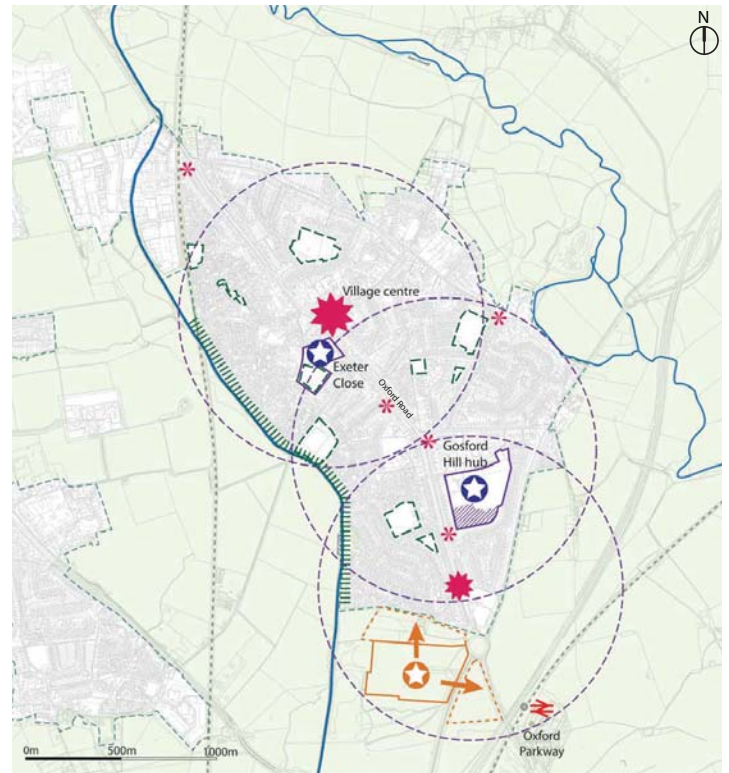 N
Village centre
Exeter
Close
Oxford Road
Gosford
Hill hub
Oxford
Parkway
0m
500m
1000m